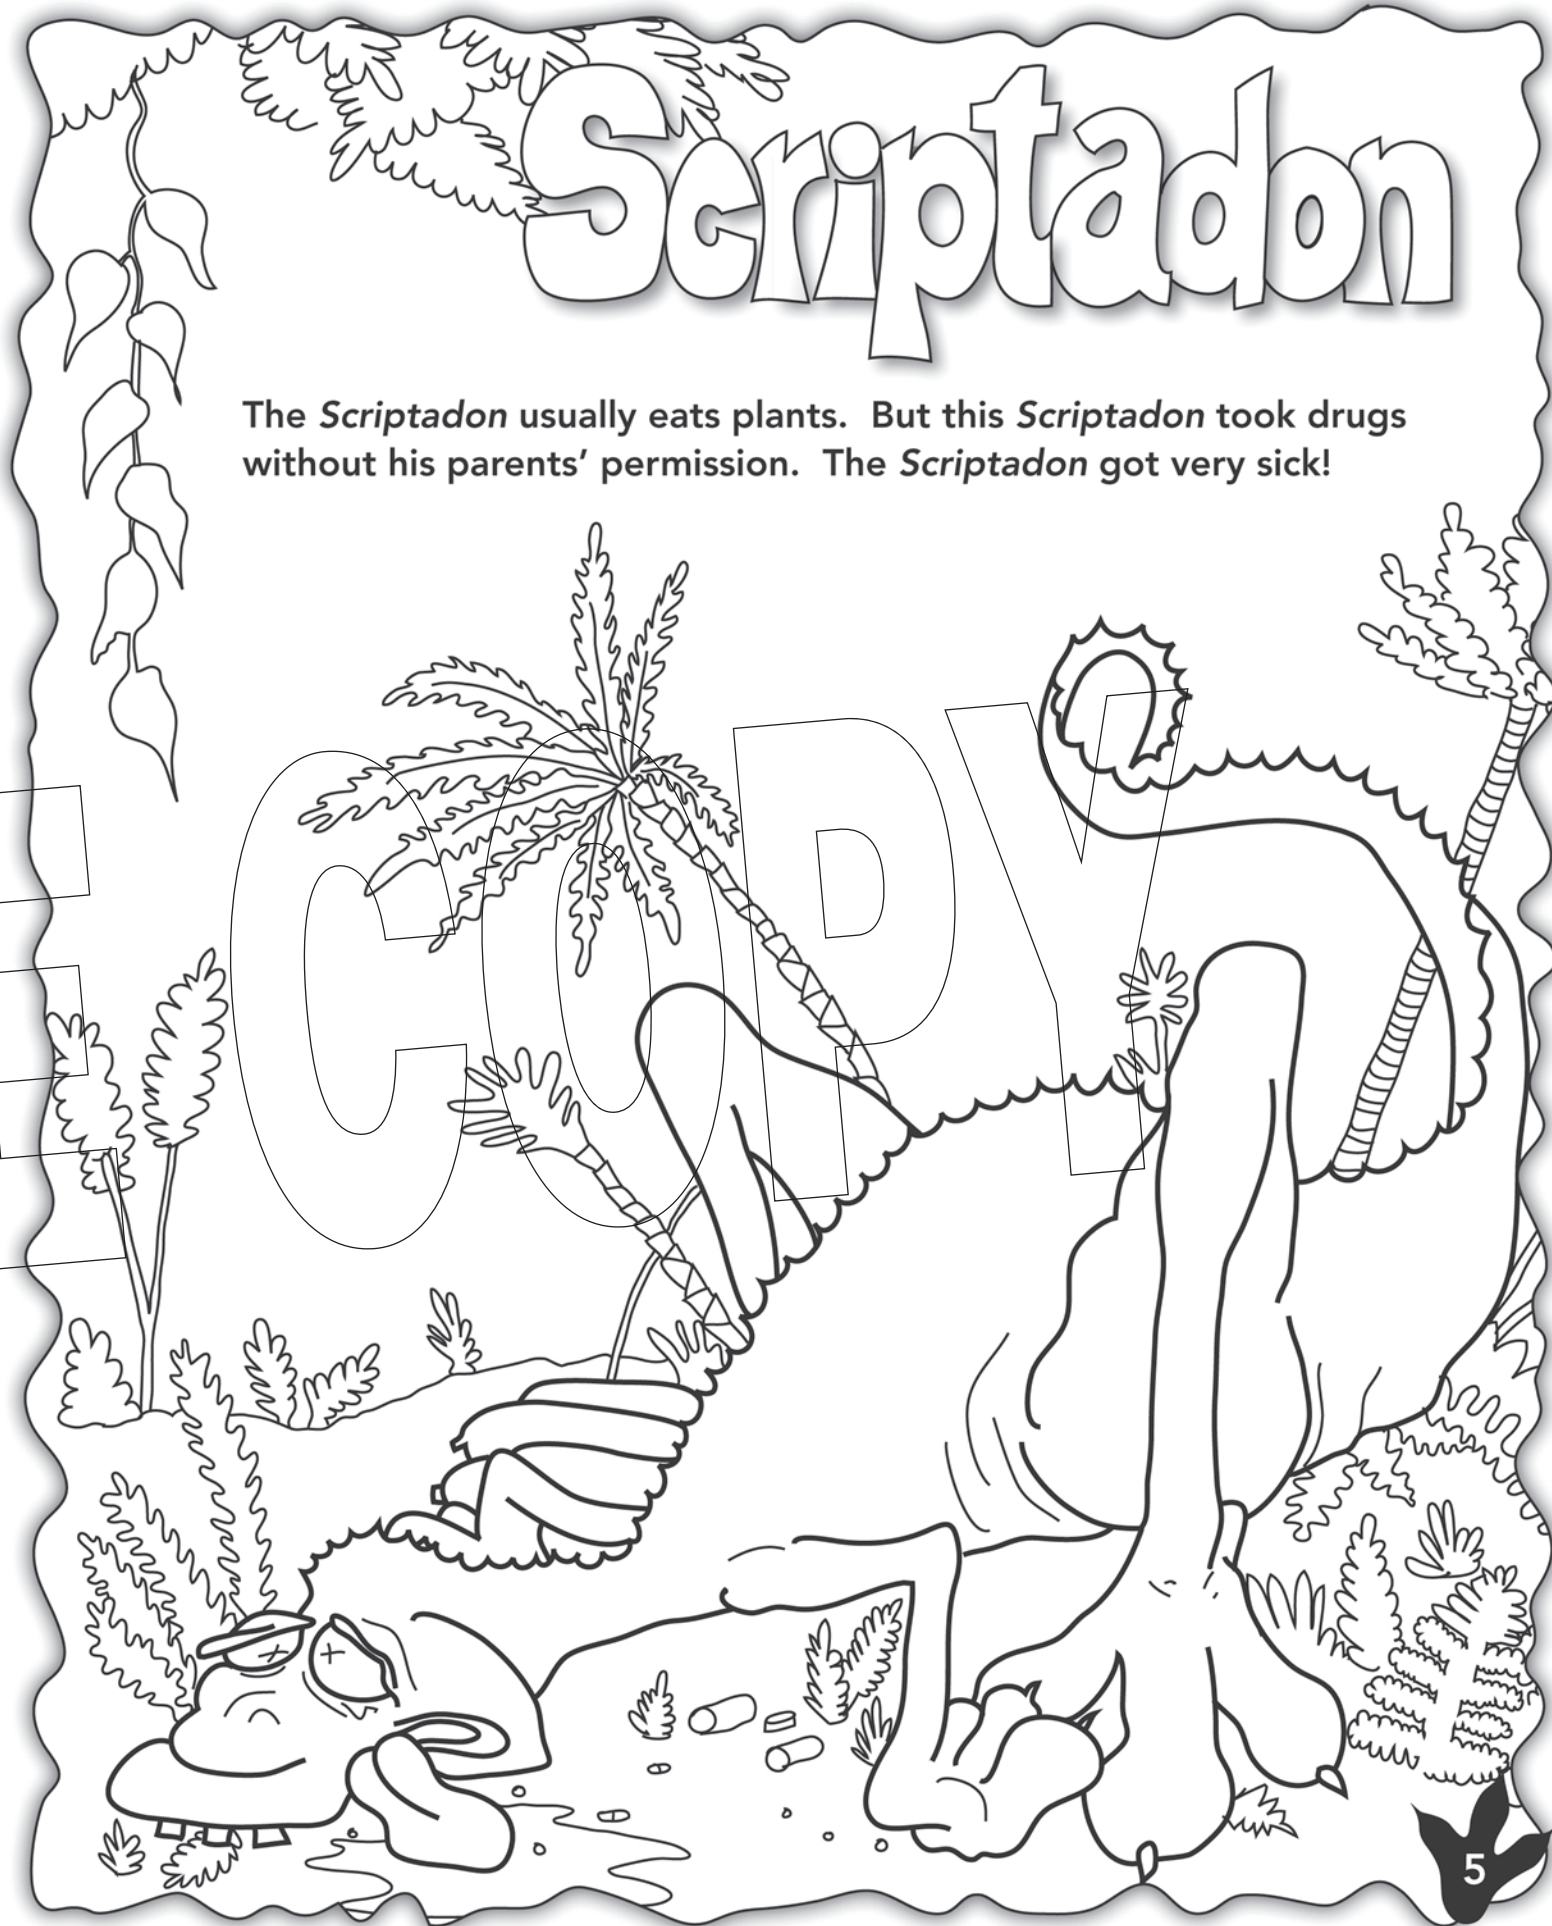 Scriptadon
The Scriptadon usually eats plants. But this Scriptadon took drugs
without his parents' permission. The Scriptadon got very sick!
E COPY
5